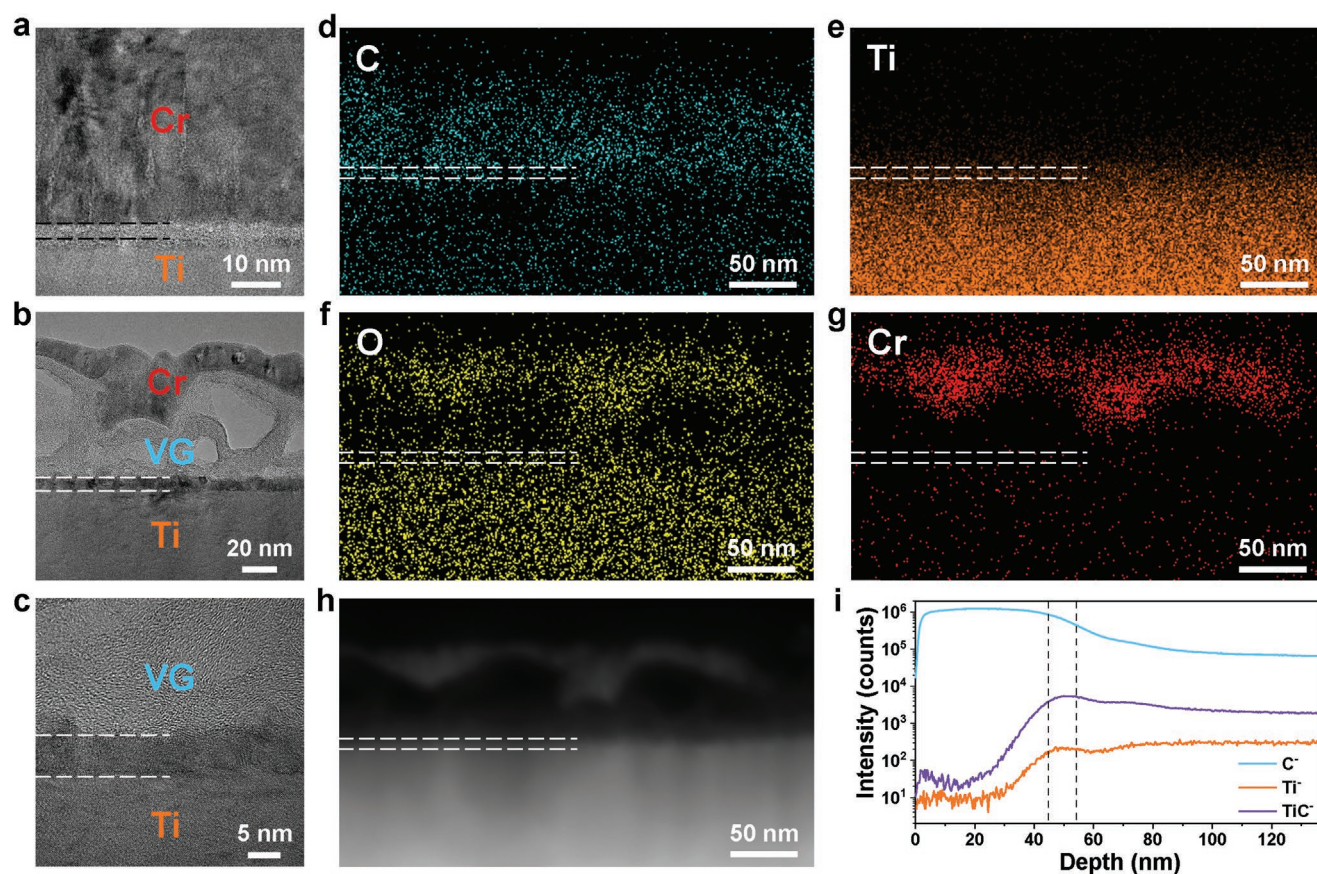 a
Cr
Ti
10 nm
b
Cr
VG
Ti
20 nm
c
VG
Ti
5 nm
d
C
50 nm
e
Ti
50 nm
f
O
50 nm
g
Cr
50 nm
h
50 nm
i
Intensity (counts)
10⁶
10⁵
10⁴
10³
10²
10¹
C⁻
Ti⁻
TiC⁻
0 20 40 60 80 100 120
Depth (nm)